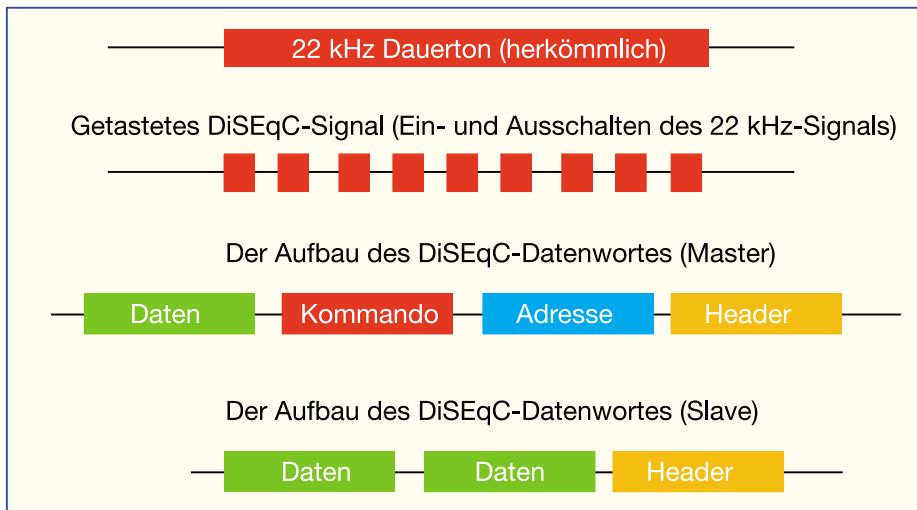 22 kHz Dauerton (herkömmlich)
Getastetes DiSEqC-Signal (Ein- und Ausschalten des 22 kHz-Signals)
Der Aufbau des DiSEqC-Datenwortes (Master)
Daten Kommando Adresse Header
Der Aufbau des DiSEqC-Datenwortes (Slave)
Daten Daten Header